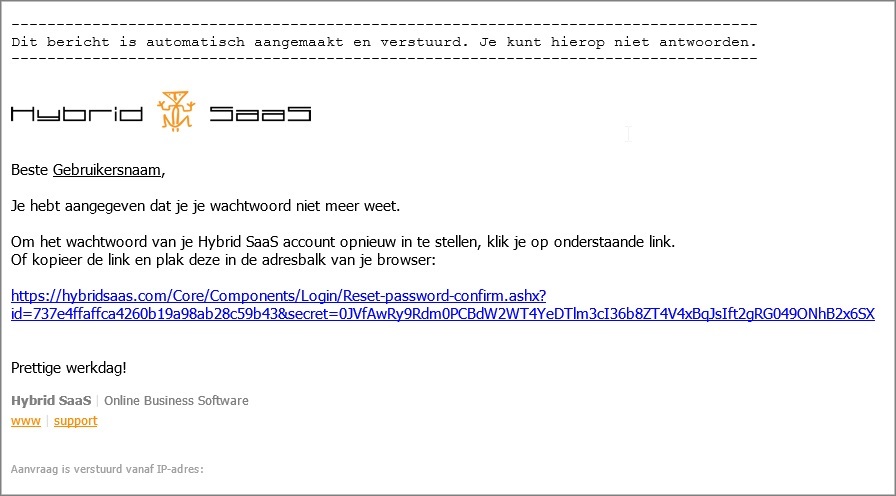 -----------------------------------------------------------------------------------
Dit bericht is automatisch aangemaakt en verstuurd. Je kunt hierop niet antwoorden.
-----------------------------------------------------------------------------------
Hybrid SaaS
Beste Gebruikersnaam,
Je hebt aangegeven dat je je wachtwoord niet meer weet.
Om het wachtwoord van je Hybrid SaaS account opnieuw in te stellen, klik je op onderstaande link.
Of kopieer de link en plak deze in de adresbalk van je browser:
https://hybridsaas.com/Core/Components/Login/Reset-password-confirm.ashx?
id=737e4ffaffca4260b19a98ab28c59b43&secret=0JVfAwRy9Rdm0PCBdW2WT4YeDTlm3cI36b8ZT4V4xBqJsIft2gRG049ONhB2x6SX
Prettige werkdag!
Hybrid SaaS | Online Business Software
www | support
Aanvraag is verstuurd vanaf IP-adres: